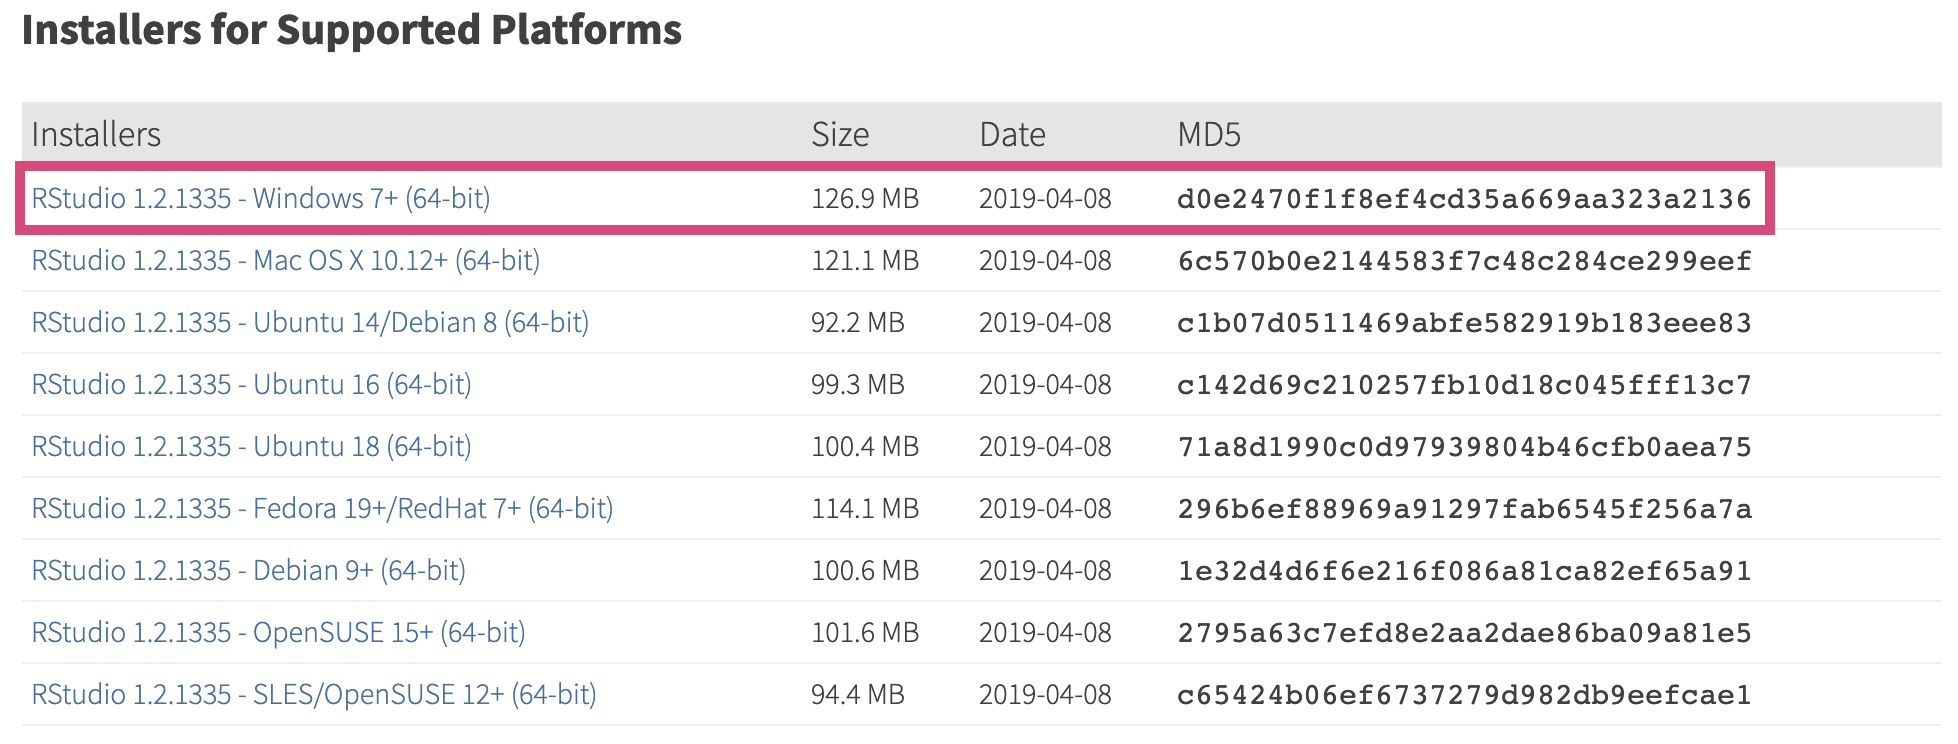 Installers for Supported Platforms
Installers Size Date MD5
RStudio 1.2.1335 - Windows 7+ (64-bit) 126.9 MB 2019-04-08 d0e2470f1f8ef4cd35a669aa323a2136
RStudio 1.2.1335 - Mac OS X 10.12+ (64-bit) 121.1 MB 2019-04-08 6c570b0e2144583f7c48c284ce299eef
RStudio 1.2.1335 - Ubuntu 14/Debian 8 (64-bit) 92.2 MB 2019-04-08 c1b07d0511469abfe582919b183eee83
RStudio 1.2.1335 - Ubuntu 16 (64-bit) 99.3 MB 2019-04-08 c142d69c210257fb10d18c045fff13c7
RStudio 1.2.1335 - Ubuntu 18 (64-bit) 100.4 MB 2019-04-08 71a8d1990c0d97939804b46cfb0aea75
RStudio 1.2.1335 - Fedora 19+/RedHat 7+ (64-bit) 114.1 MB 2019-04-08 296b6ef88969a91297fab6545f256a7a
RStudio 1.2.1335 - Debian 9+ (64-bit) 100.6 MB 2019-04-08 1e32d4d6f6e216f086a81ca82ef65a91
RStudio 1.2.1335 - OpenSUSE 15+ (64-bit) 101.6 MB 2019-04-08 2795a63c7efd8e2aa2dae86ba09a81e5
RStudio 1.2.1335 - SLES/OpenSUSE 12+ (64-bit) 94.4 MB 2019-04-08 c65424b06ef6737279d982db9eefcae1